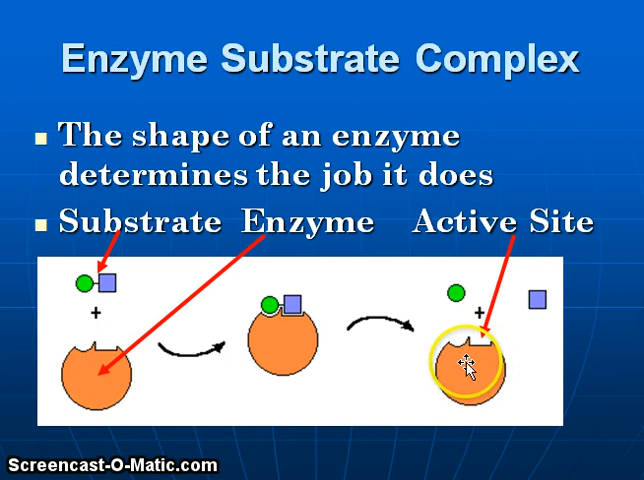 Enzyme Substrate Complex
The shape of an enzyme
determines the job it does
Substrate Enzyme Active Site
+
+
Screencast-O-Matic.com